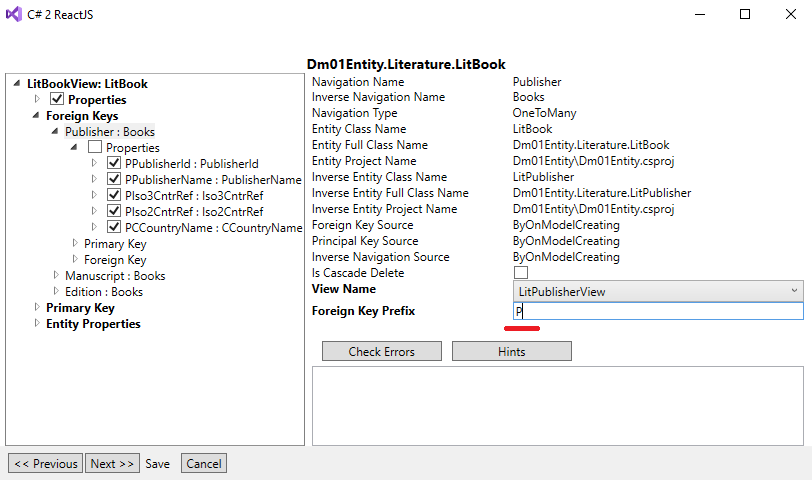 C# 2 ReactJS
Dm01Entity.Literature.LitBook
LitBookView: LitBook
Properties
Foreign Keys
Publisher : Books
Properties
PPublisherId : PublisherId
PPublisherName : PublisherName
PIso3CntrRef : Iso3CntrRef
PIso2CntrRef : Iso2CntrRef
PCCountryName : CCountryName
Primary Key
Foreign Key
Manuscript : Books
Edition : Books
Primary Key
Entity Properties
Navigation Name Publisher
Inverse Navigation Name Books
Navigation Type OneToMany
Entity Class Name LitBook
Entity Full Class Name Dm01Entity.Literature.LitBook
Entity Project Name Dm01Entity\Dm01Entity.csproj
Inverse Entity Class Name LitPublisher
Inverse Entity Full Class Name Dm01Entity.Literature.LitPublisher
Inverse Entity Project Name Dm01Entity\Dm01Entity.csproj
Foreign Key Source ByOnModelCreating
Principal Key Source ByOnModelCreating
Inverse Navigation Source ByOnModelCreating
Is Cascade Delete
View Name LitPublisherView
Foreign Key Prefix P
Check Errors Hints
<< Previous Next >> Save Cancel